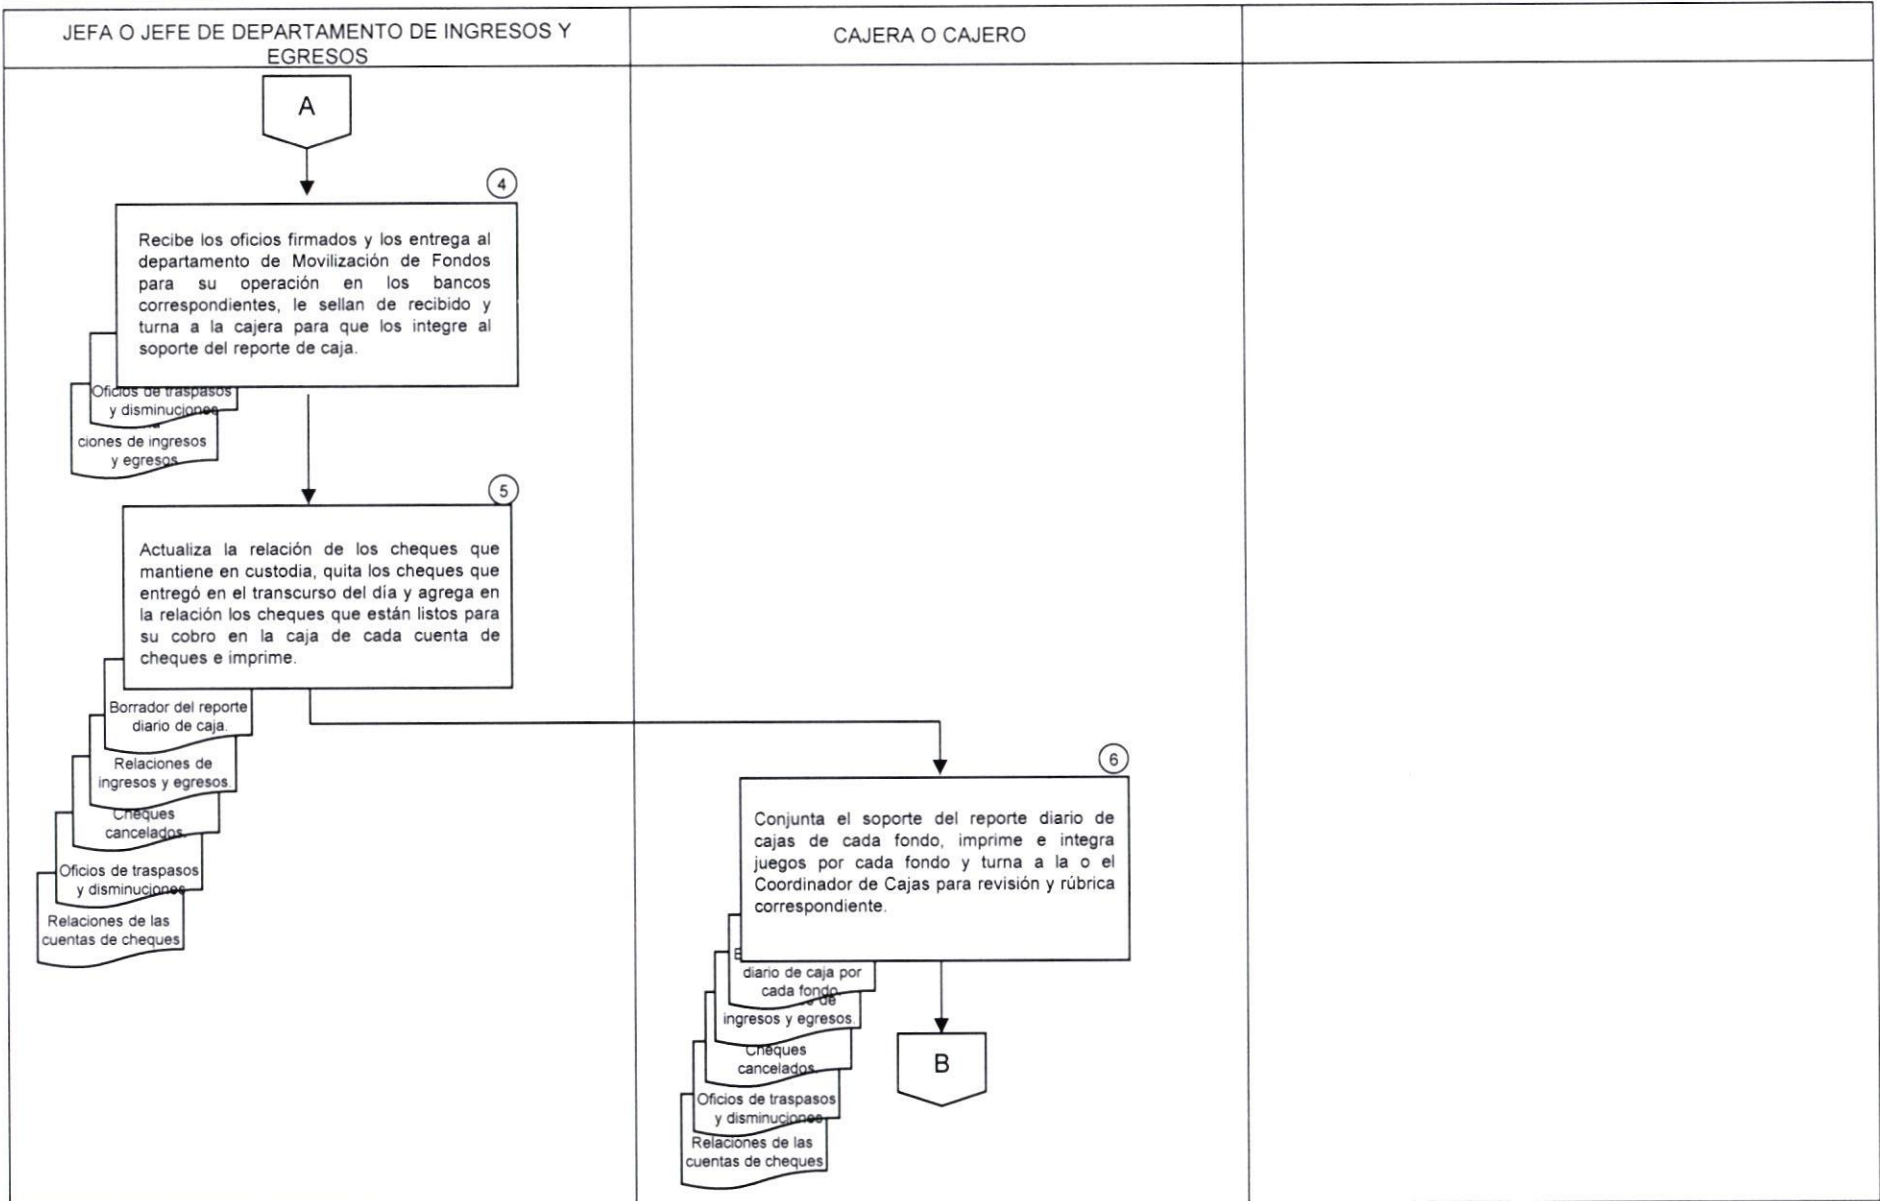 JEFA O JEFE DE DEPARTAMENTO DE INGRESOS Y
EGRESOS
CAJERA O CAJERO
A
4
Recibe los oficios firmados y los entrega al
departamento de Movilización de Fondos
para su operación en los bancos
correspondientes, le sellan de recibido y
turna a la cajera para que los integre al
soporte del reporte de caja.
Oficios de traspasos
y disminuciones
ciones de ingresos
y egresos
5
Actualiza la relación de los cheques que
mantiene en custodia, quita los cheques que
entregó en el transcurso del día y agrega en
la relación los cheques que están listos para
su cobro en la caja de cada cuenta de
cheques e imprime.
Borrador del reporte
diario de caja.
Relaciones de
ingresos y egresos.
Cheques
cancelados.
Oficios de traspasos
y disminuciones
Relaciones de las
cuentas de cheques
6
Conjunta el soporte del reporte diario de
cajas de cada fondo, imprime e integra
juegos por cada fondo y turna a la o el
Coordinador de Cajas para revisión y rúbrica
correspondiente.
diario de caja por
cada fondo.
de
ingresos y egresos.
Cheques
cancelados.
Oficios de traspasos
y disminuciones
Relaciones de las
cuentas de cheques
B